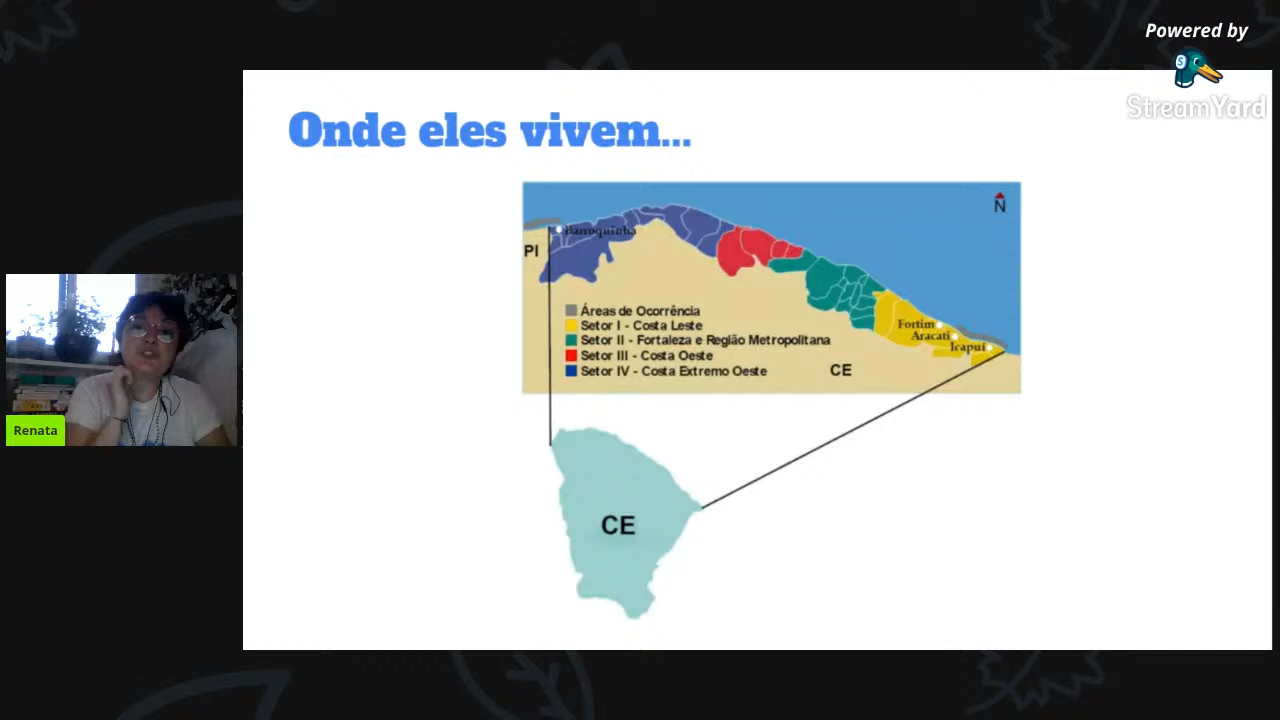 Powered by
StreamYard
Onde eles vivem...
N
Barroquinha
PI
Áreas de Ocorrência
Setor I - Costa Leste
Setor II - Fortaleza e Região Metropolitana
Setor III - Costa Oeste
Setor IV - Costa Extremo Oeste
Fortim
Aracati
Icapuí
CE
CE
Renata